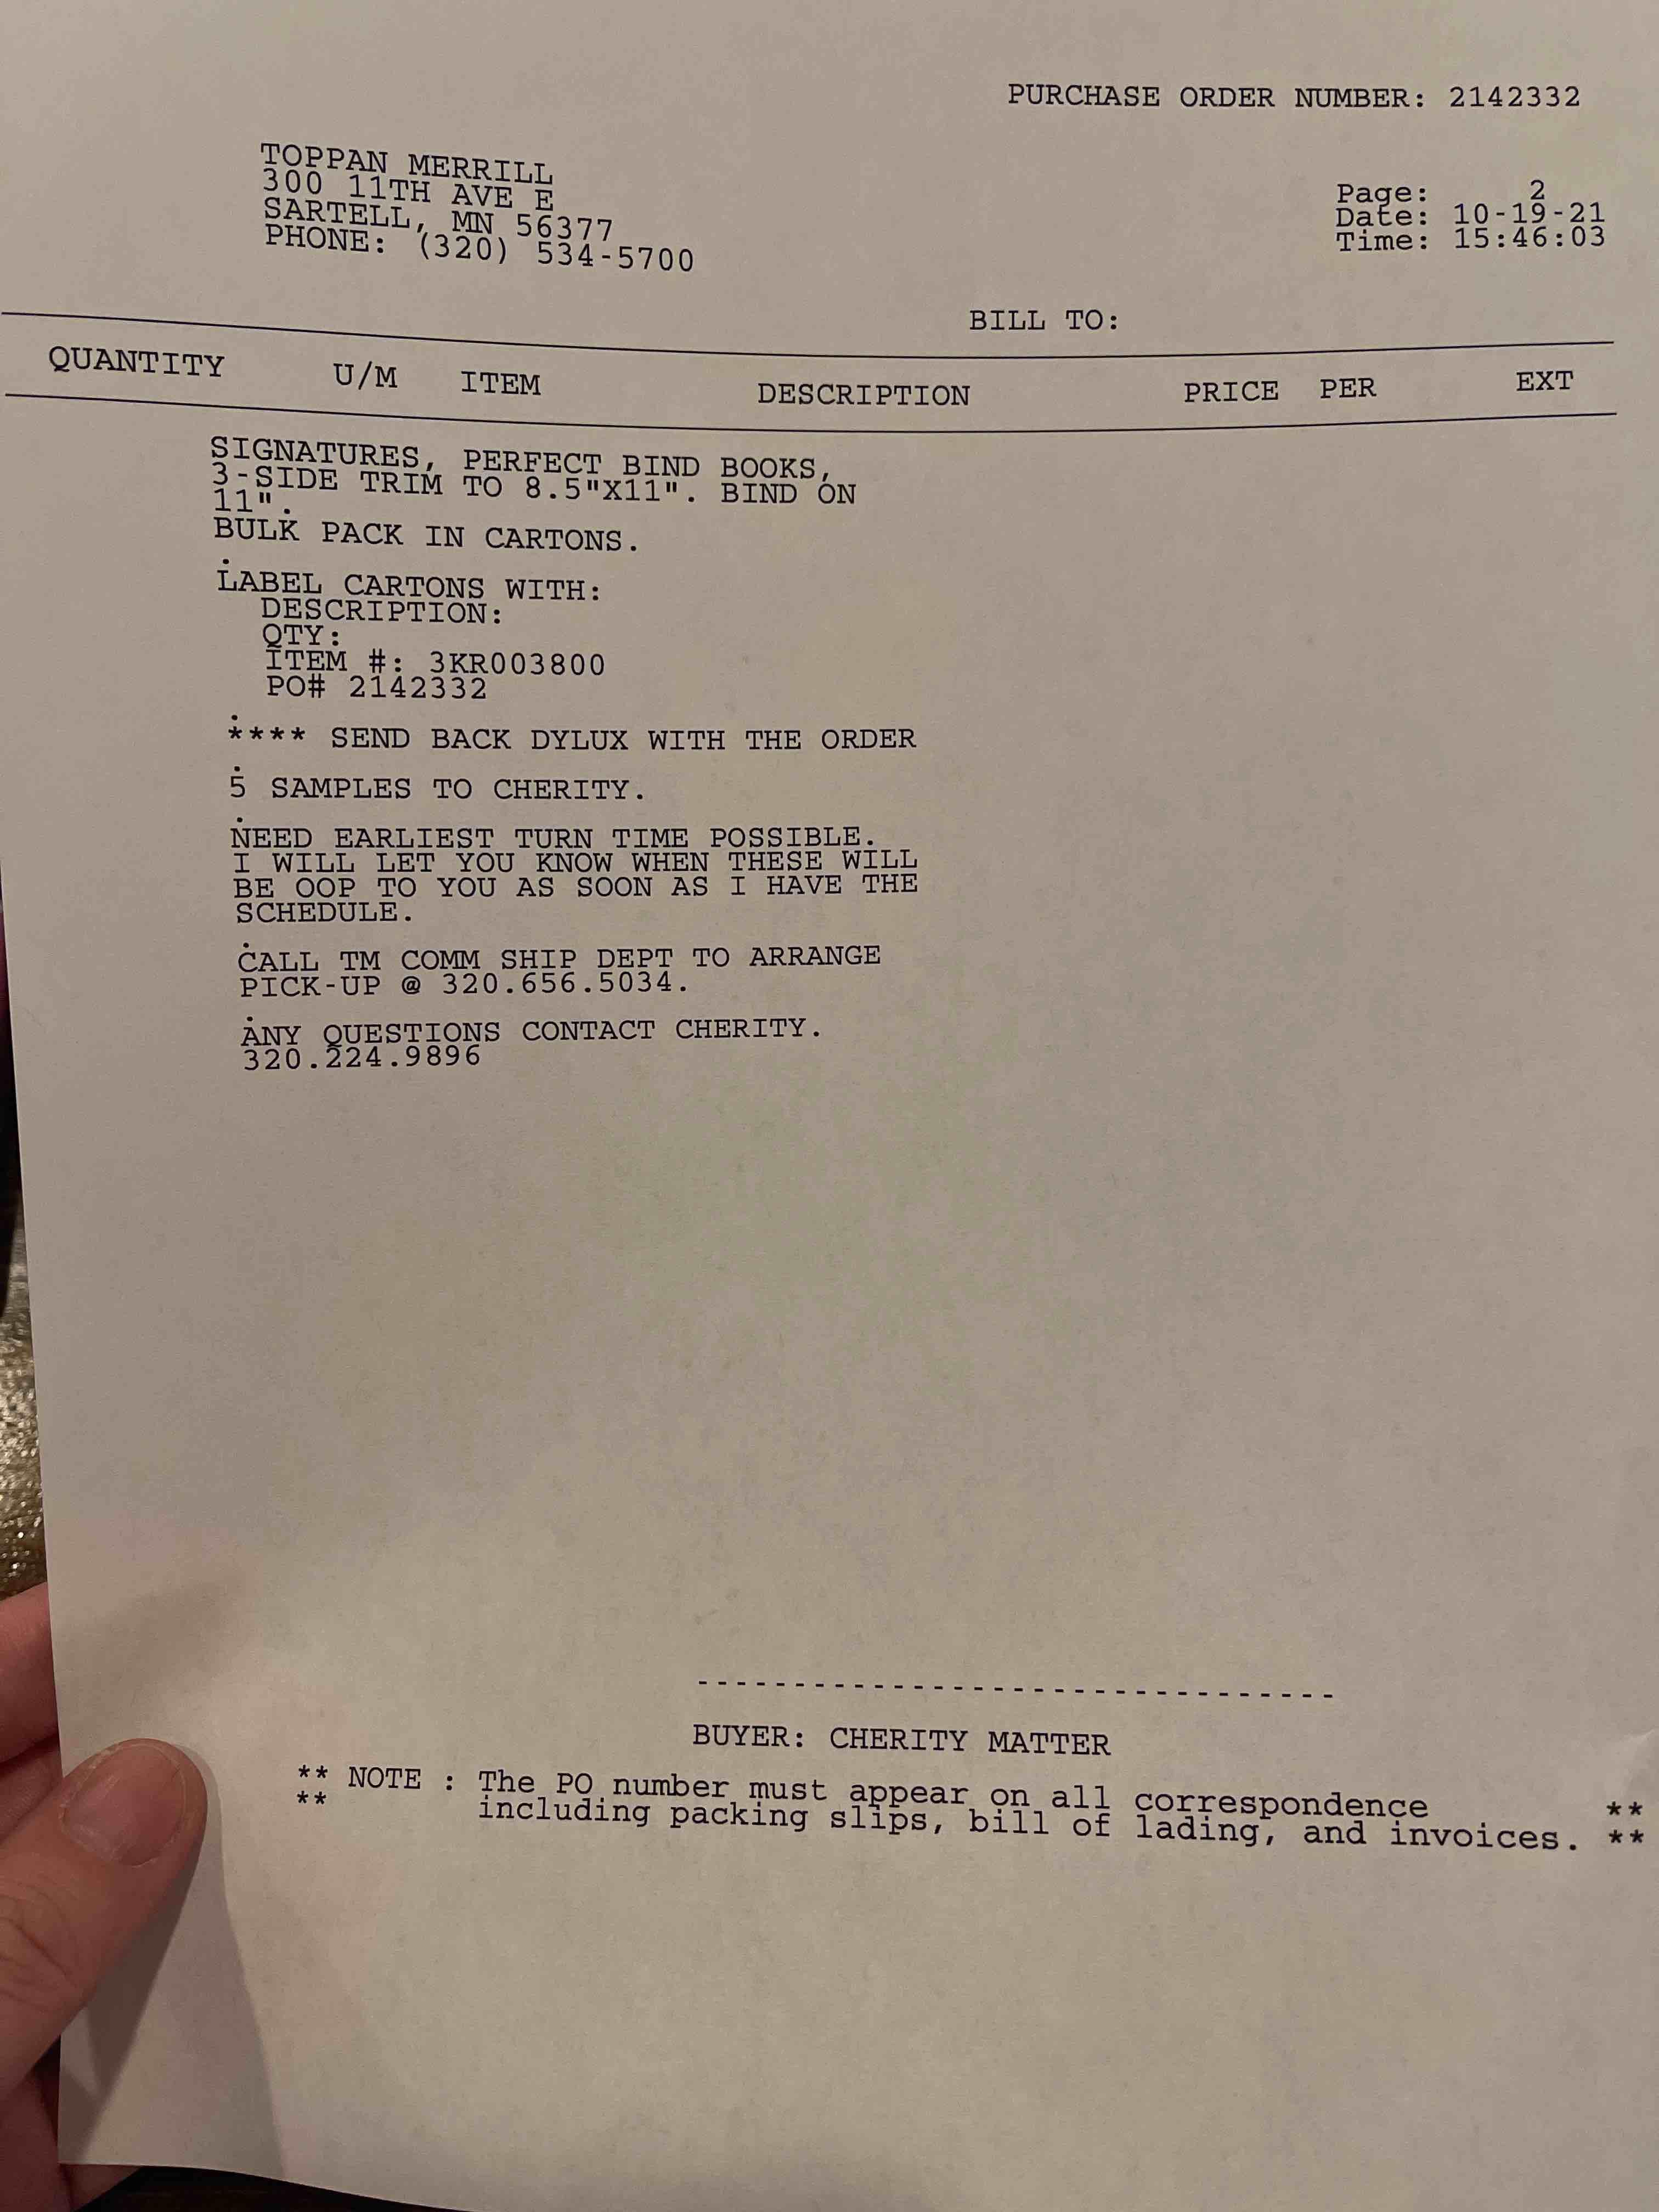 PURCHASE ORDER NUMBER: 2142332
TOPPAN MERRILL
300 11TH AVE E
SARTELL, MN 56377
PHONE: (320) 534-5700
Page: 2
Date: 10-19-21
Time: 15:46:03
BILL TO:
QUANTITY U/M ITEM DESCRIPTION PRICE PER EXT
SIGNATURES, PERFECT BIND BOOKS,
3-SIDE TRIM TO 8.5"X11". BIND ON
11".
BULK PACK IN CARTONS.
.
LABEL CARTONS WITH:
DESCRIPTION:
QTY:
ITEM #: 3KR003800
PO# 2142332
.
**** SEND BACK DYLUX WITH THE ORDER
.
5 SAMPLES TO CHERITY.
.
NEED EARLIEST TURN TIME POSSIBLE.
I WILL LET YOU KNOW WHEN THESE WILL
BE OOP TO YOU AS SOON AS I HAVE THE
SCHEDULE.
.
CALL TM COMM SHIP DEPT TO ARRANGE
PICK-UP @ 320.656.5034.
.
ANY QUESTIONS CONTACT CHERITY.
320.224.9896
---------------------------------
BUYER: CHERITY MATTER
** NOTE : The PO number must appear on all correspondence **
** including packing slips, bill of lading, and invoices. **